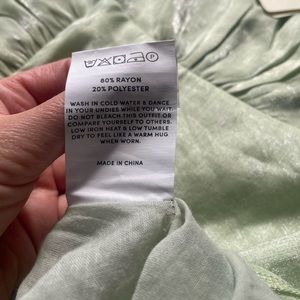 80% RAYON
20% POLYESTER
WASH IN COLD WATER & DANCE
IN YOUR UNDIES WHILE YOU WAIT-
DO NOT BLEACH THIS OUTFIT OR
COMPARE YOURSELF TO OTHERS.
LOW IRON HEAT & LOW TUMBLE
DRY TO FEEL LIKE A WARM HUG
WHEN WORN.
MADE IN CHINA